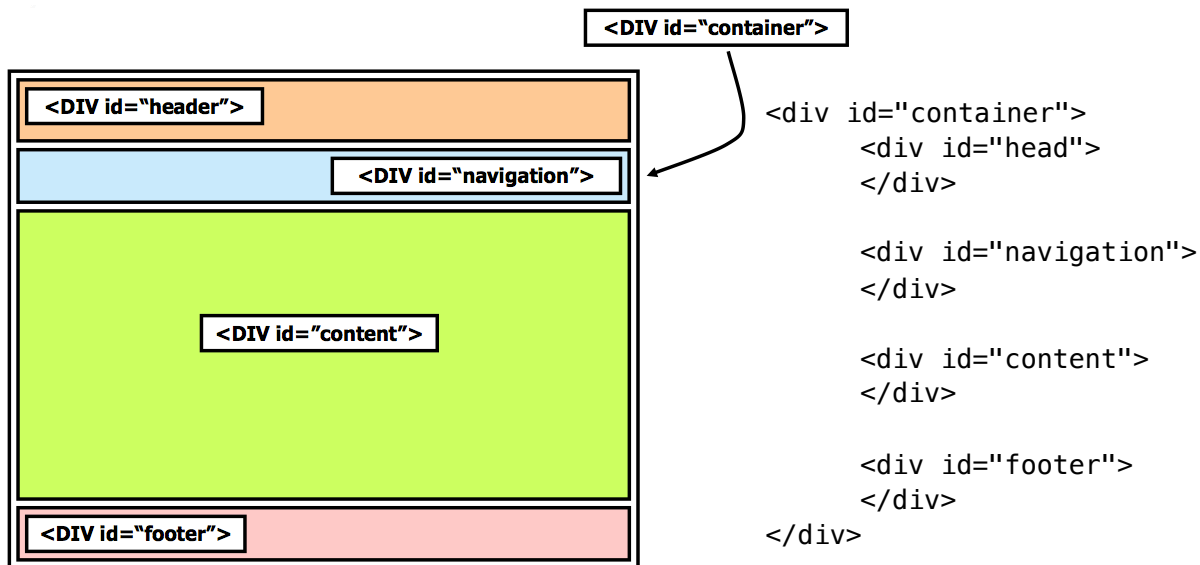 <DIV id=“container”>
<DIV id=“header”>
<DIV id=“navigation”>
<DIV id=”content”>
<DIV id=“footer”>
<div id="container">
<div id="head">
</div>
<div id="navigation">
</div>
<div id="content">
</div>
<div id="footer">
</div>
</div>